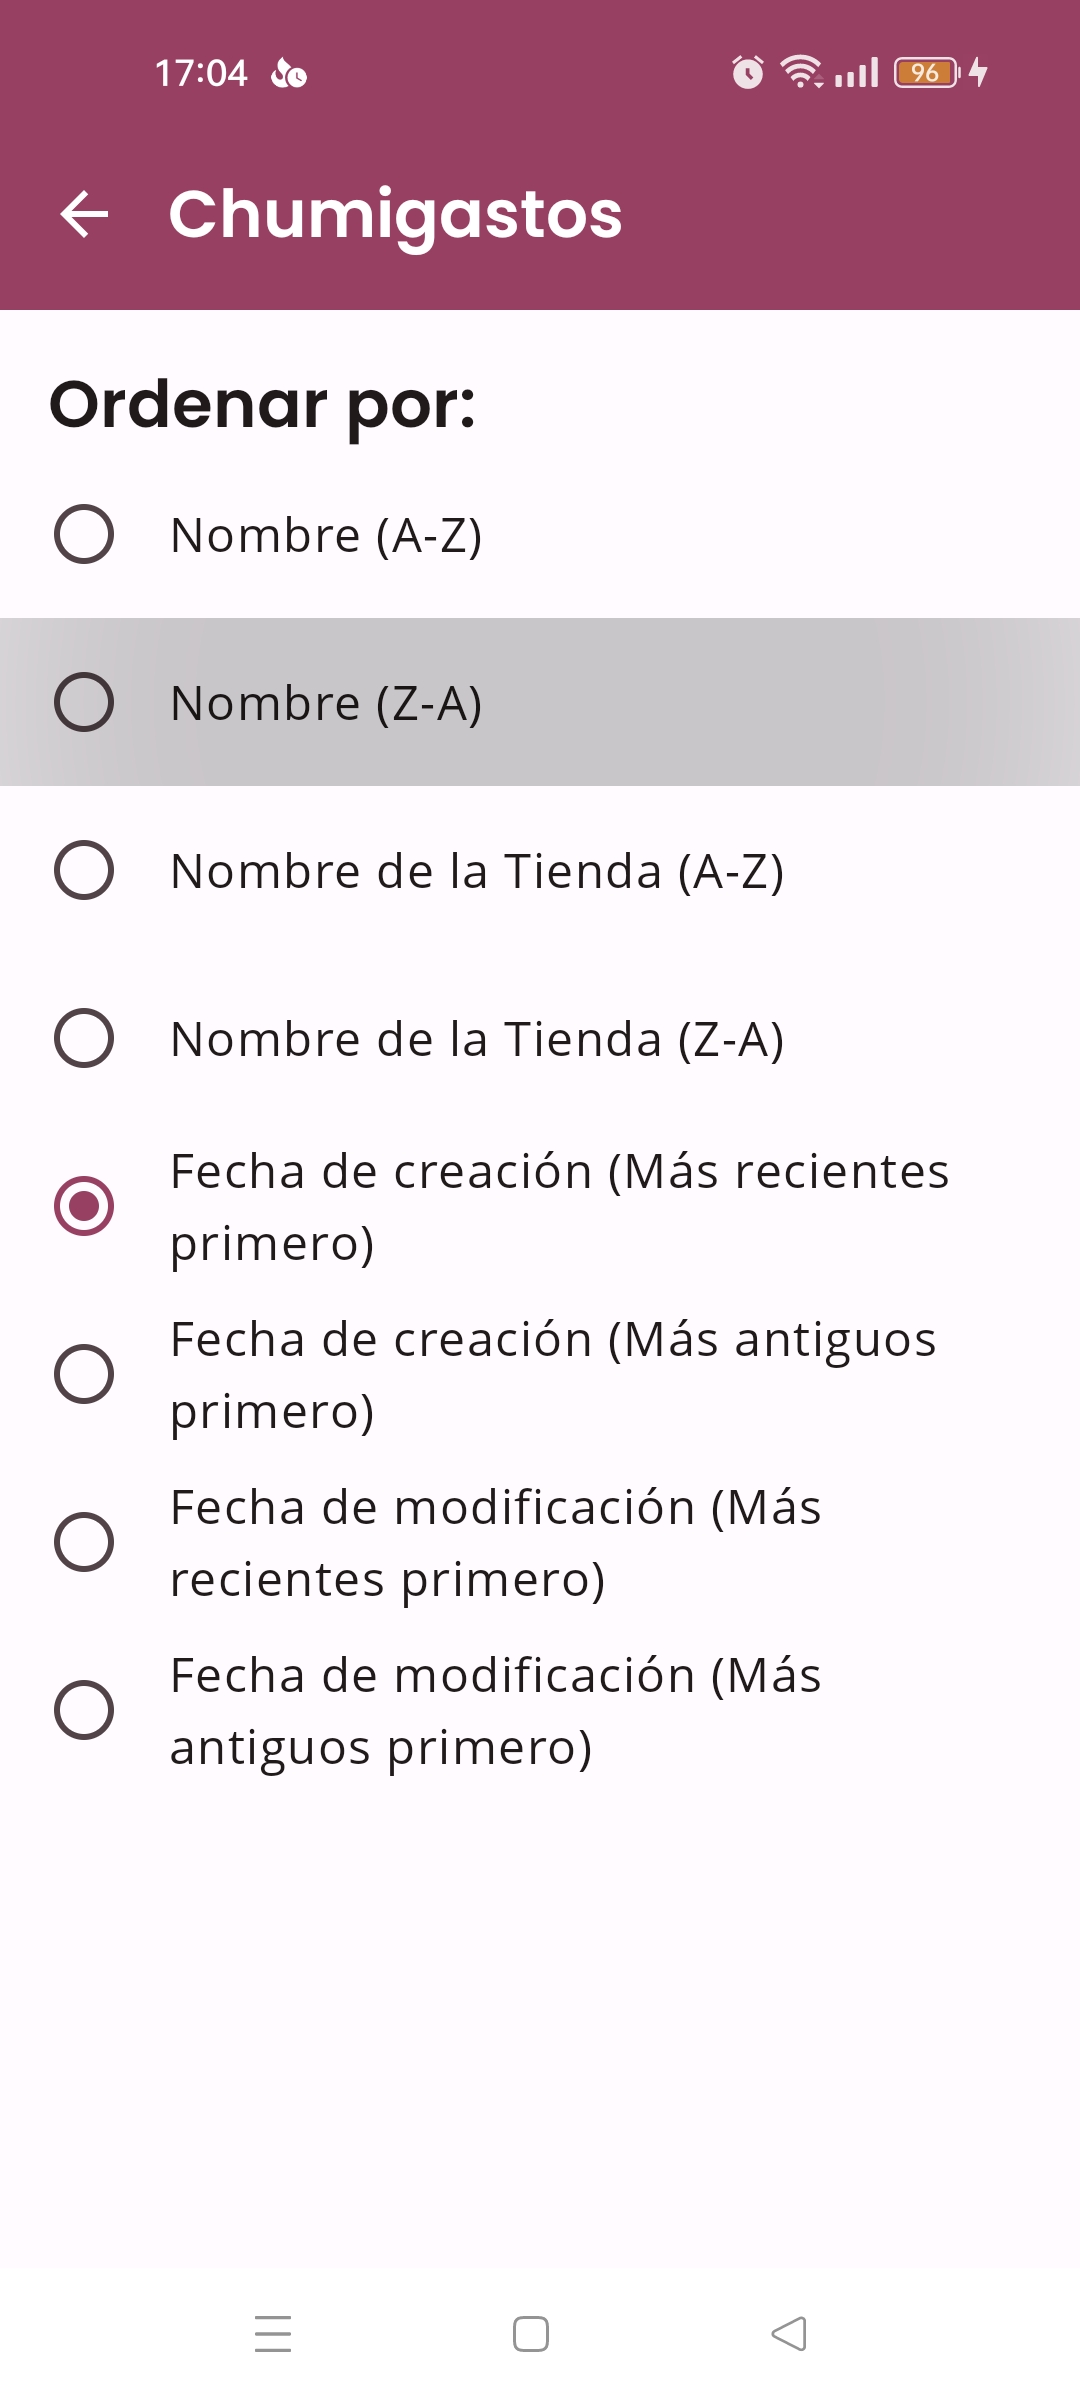 17:04
96
Chumigastos
Ordenar por:
Nombre (A-Z)
Nombre (Z-A)
Nombre de la Tienda (A-Z)
Nombre de la Tienda (Z-A)
Fecha de creación (Más recientes
primero)
Fecha de creación (Más antiguos
primero)
Fecha de modificación (Más
recientes primero)
Fecha de modificación (Más
antiguos primero)